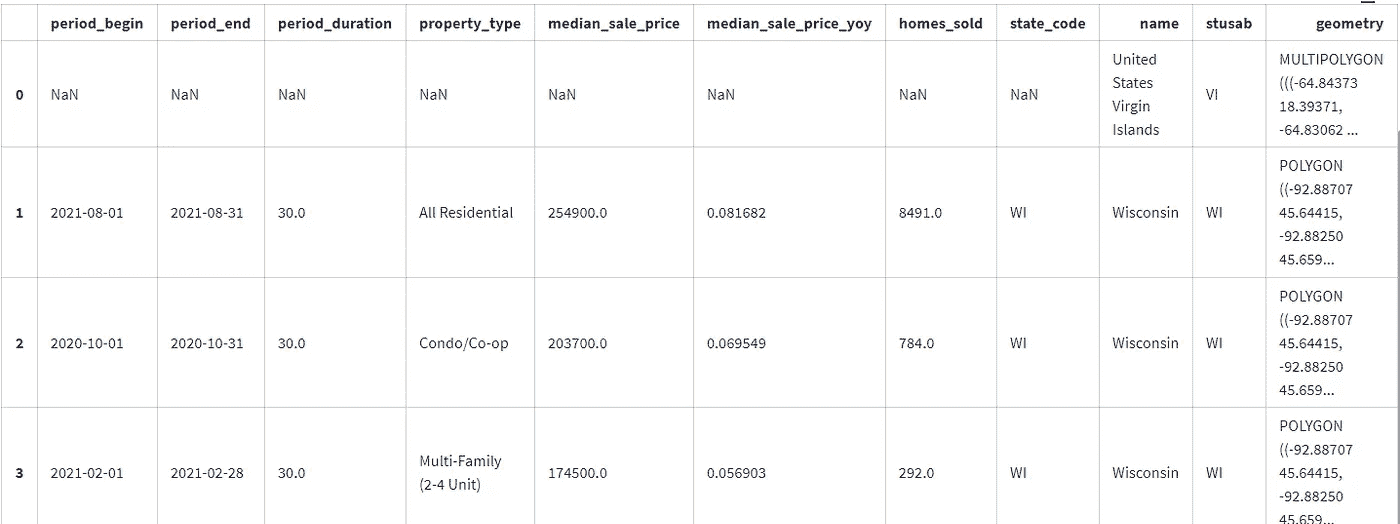 period_begin period_end period_duration property_type median_sale_price median_sale_price_yoy homes_sold state_code name stusab geometry
0 NaN NaN NaN NaN NaN NaN NaN NaN United States Virgin Islands VI MULTIPOLYGON (((-64.84373 18.39371, -64.83062 ...
1 2021-08-01 2021-08-31 30.0 All Residential 254900.0 0.081682 8491.0 WI Wisconsin WI POLYGON ((-92.88707 45.64415, -92.88250 45.659...
2 2020-10-01 2020-10-31 30.0 Condo/Co-op 203700.0 0.069549 784.0 WI Wisconsin WI POLYGON ((-92.88707 45.64415, -92.88250 45.659...
3 2021-02-01 2021-02-28 30.0 Multi-Family (2-4 Unit) 174500.0 0.056903 292.0 WI Wisconsin WI POLYGON ((-92.88707 45.64415, -92.88250 45.659...